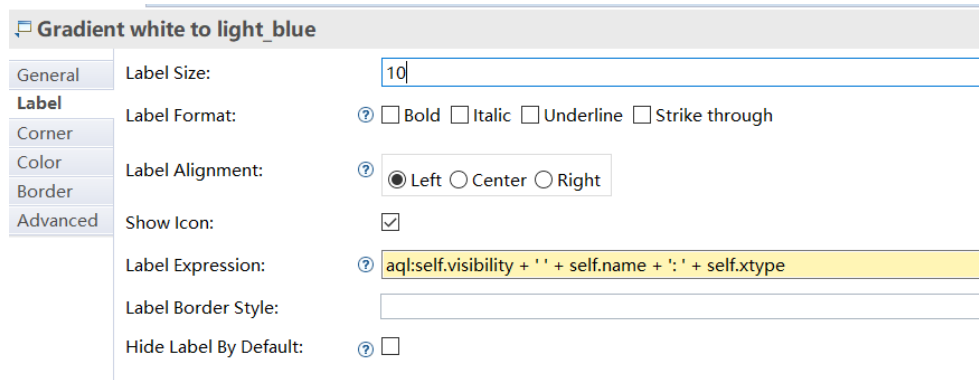 Gradient white to light_blue
General
Label
Corner
Color
Border
Advanced
Label Size: 10
Label Format: Bold Italic Underline Strike through
Label Alignment: Left Center Right
Show Icon:
Label Expression: aql:self.visibility + ' ' + self.name + ': ' + self.xtype
Label Border Style:
Hide Label By Default: